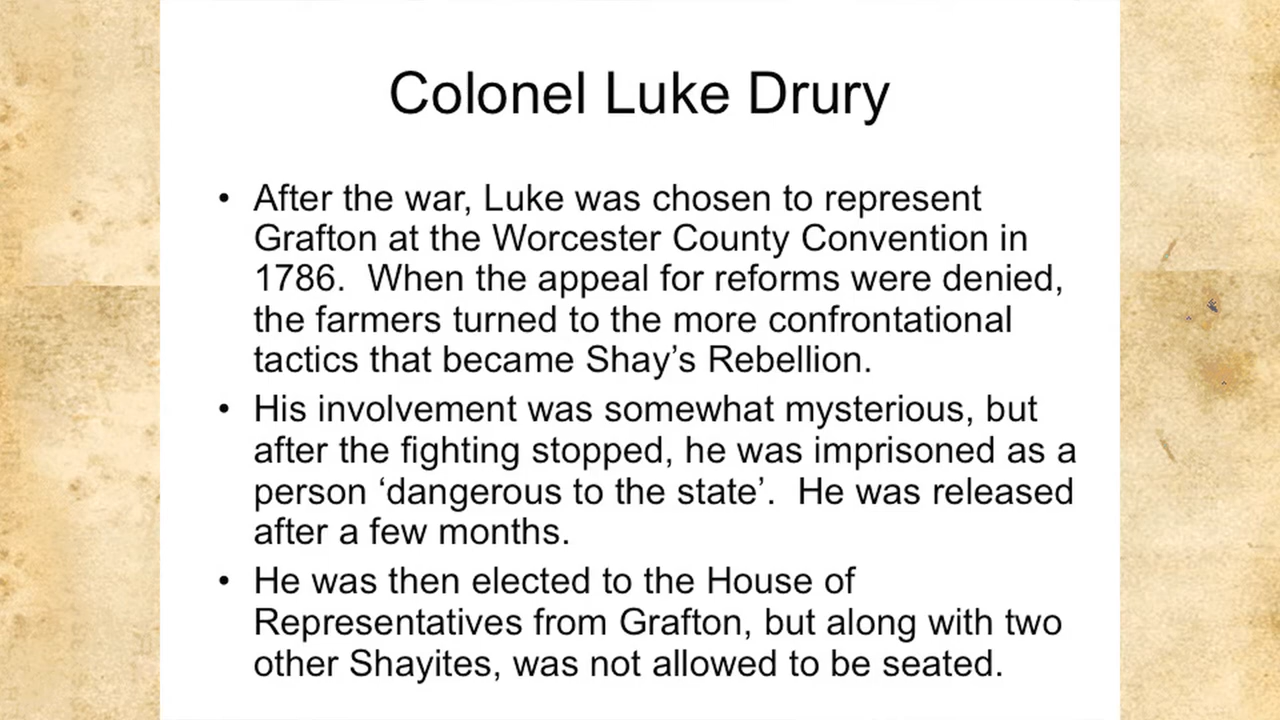 Colonel Luke Drury
• After the war, Luke was chosen to represent
Grafton at the Worcester County Convention in
1786.  When the appeal for reforms were denied,
the farmers turned to the more confrontational
tactics that became Shay’s Rebellion.
• His involvement was somewhat mysterious, but
after the fighting stopped, he was imprisoned as a
person ‘dangerous to the state’.  He was released
after a few months.
• He was then elected to the House of
Representatives from Grafton, but along with two
other Shayites, was not allowed to be seated.